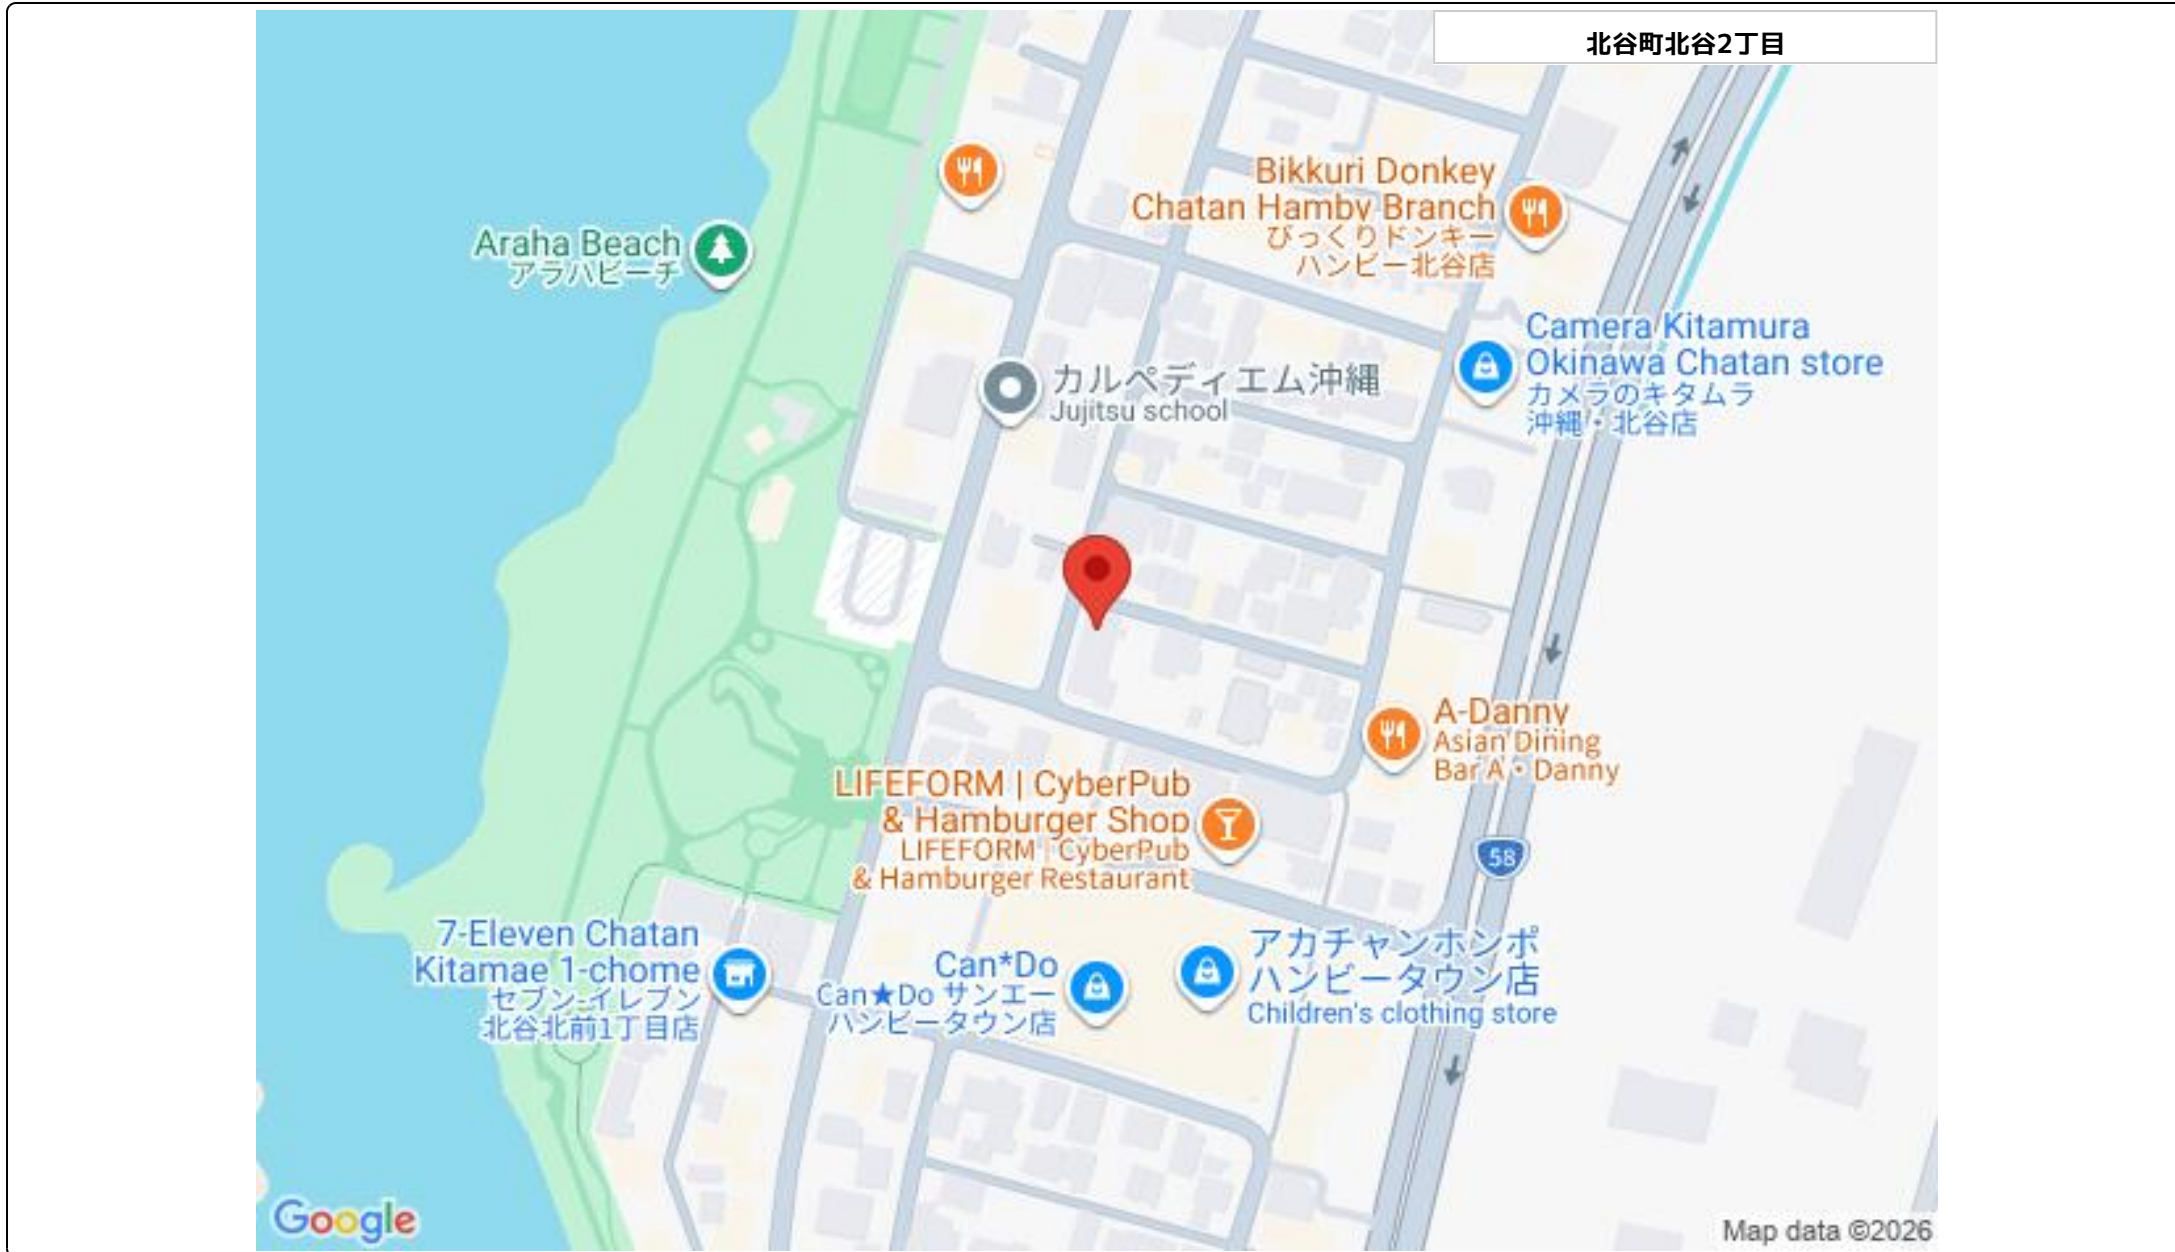 北谷町北谷2丁目
Bikkuri Donkey
Chatan Hamby Branch
びっくりドンキー
ハンビー北谷店
Araha Beach
アラハビーチ
Camera Kitamura
Okinawa Chatan store
カメラのキタムラ
沖縄・北谷店
カルペディエム沖縄
Jujitsu school
A-Danny
Asian Dining
Bar A・Danny
LIFEFORM | CyberPub
& Hamburger Shop
LIFEFORM | CyberPub
& Hamburger Restaurant
58
7-Eleven Chatan
Kitamae 1-chome
セブン-イレブン
北谷北前1丁目店
Can*Do
Can★Do サンエー
ハンビータウン店
アカチャンホンポ
ハンビータウン店
Children's clothing store
Google
Map data ©2026